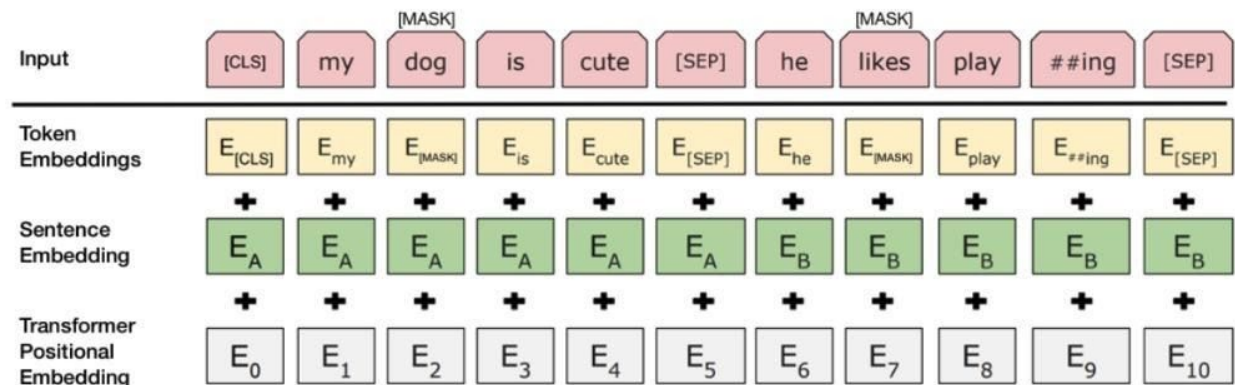 [MASK] [MASK]
Input [CLS] my dog is cute [SEP] he likes play ##ing [SEP]
Token
Embeddings
E[CLS] Emy E[MASK] Eis Ecute E[SEP] Ehe E[MASK] Eplay E##ing E[SEP]
+ + + + + + + + + + +
Sentence
Embedding
EA EA EA EA EA EA EB EB EB EB EB
+ + + + + + + + + + +
Transformer
Positional
Embedding
E0 E1 E2 E3 E4 E5 E6 E7 E8 E9 E10